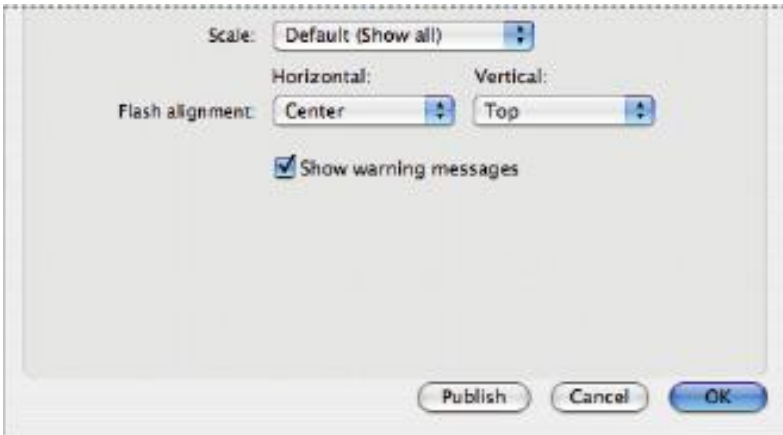 Scale: Default (Show all)
Horizontal: Vertical:
Flash alignment: Center Top
Show warning messages
Publish Cancel OK